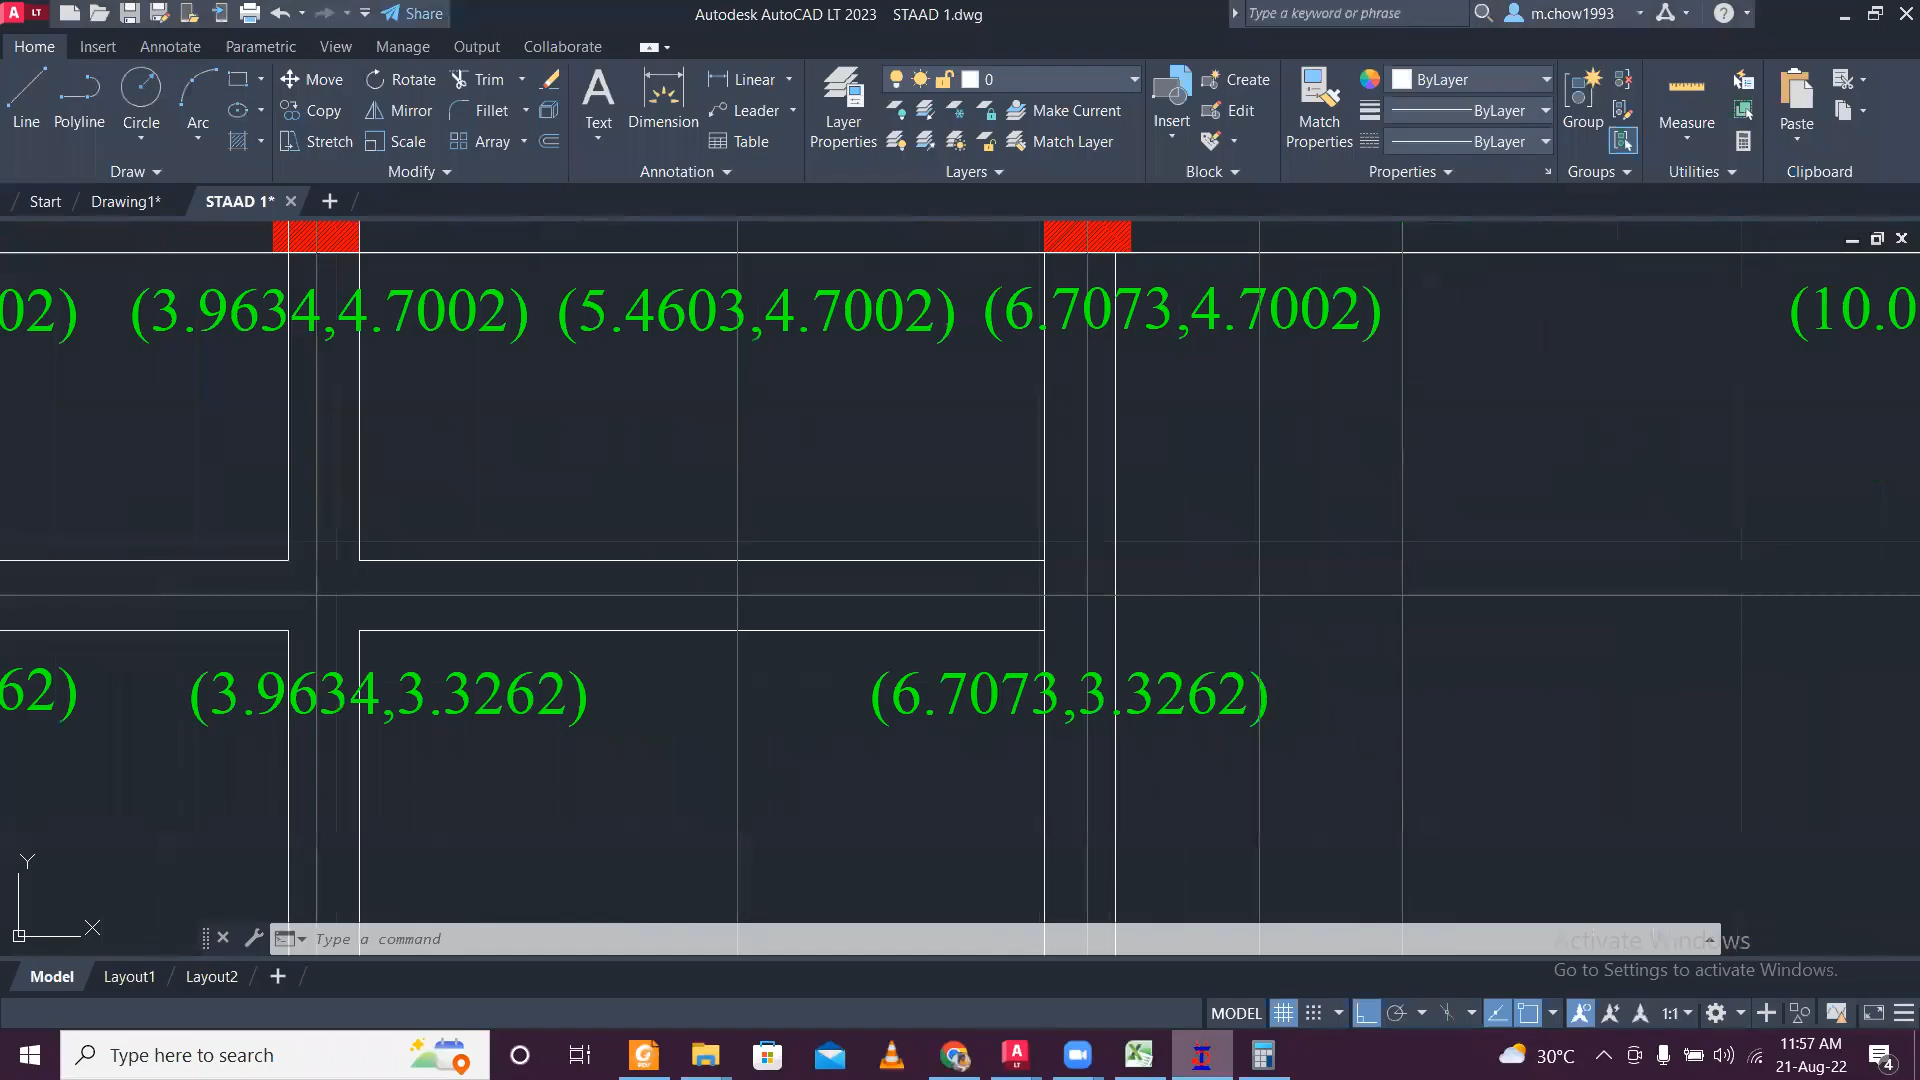 A LT Share Autodesk AutoCAD LT 2023 STAAD 1.dwg Type a keyword or phrase m.chow1993 ?
Home Insert Annotate Parametric View Manage Output Collaborate
Move Rotate Trim Linear 0 Create ByLayer
Copy Mirror Fillet Leader Make Current Edit ByLayer
Line Polyline Circle Arc Text Dimension Layer Insert Match Group Measure Paste
Stretch Scale Array Table Properties Match Layer Properties ByLayer
Draw Modify Annotation Layers Block Properties Groups Utilities Clipboard
Start Drawing1* STAAD 1*
02) (3.9634,4.7002) (5.4603,4.7002) (6.7073,4.7002) (10.0
62) (3.9634,3.3262) (6.7073,3.3262)
Y
X
Type a command
Activate Windows
Go to Settings to activate Windows.
Model Layout1 Layout2
MODEL 1:1
Type here to search 30°C 11:57 AM
21-Aug-22
4